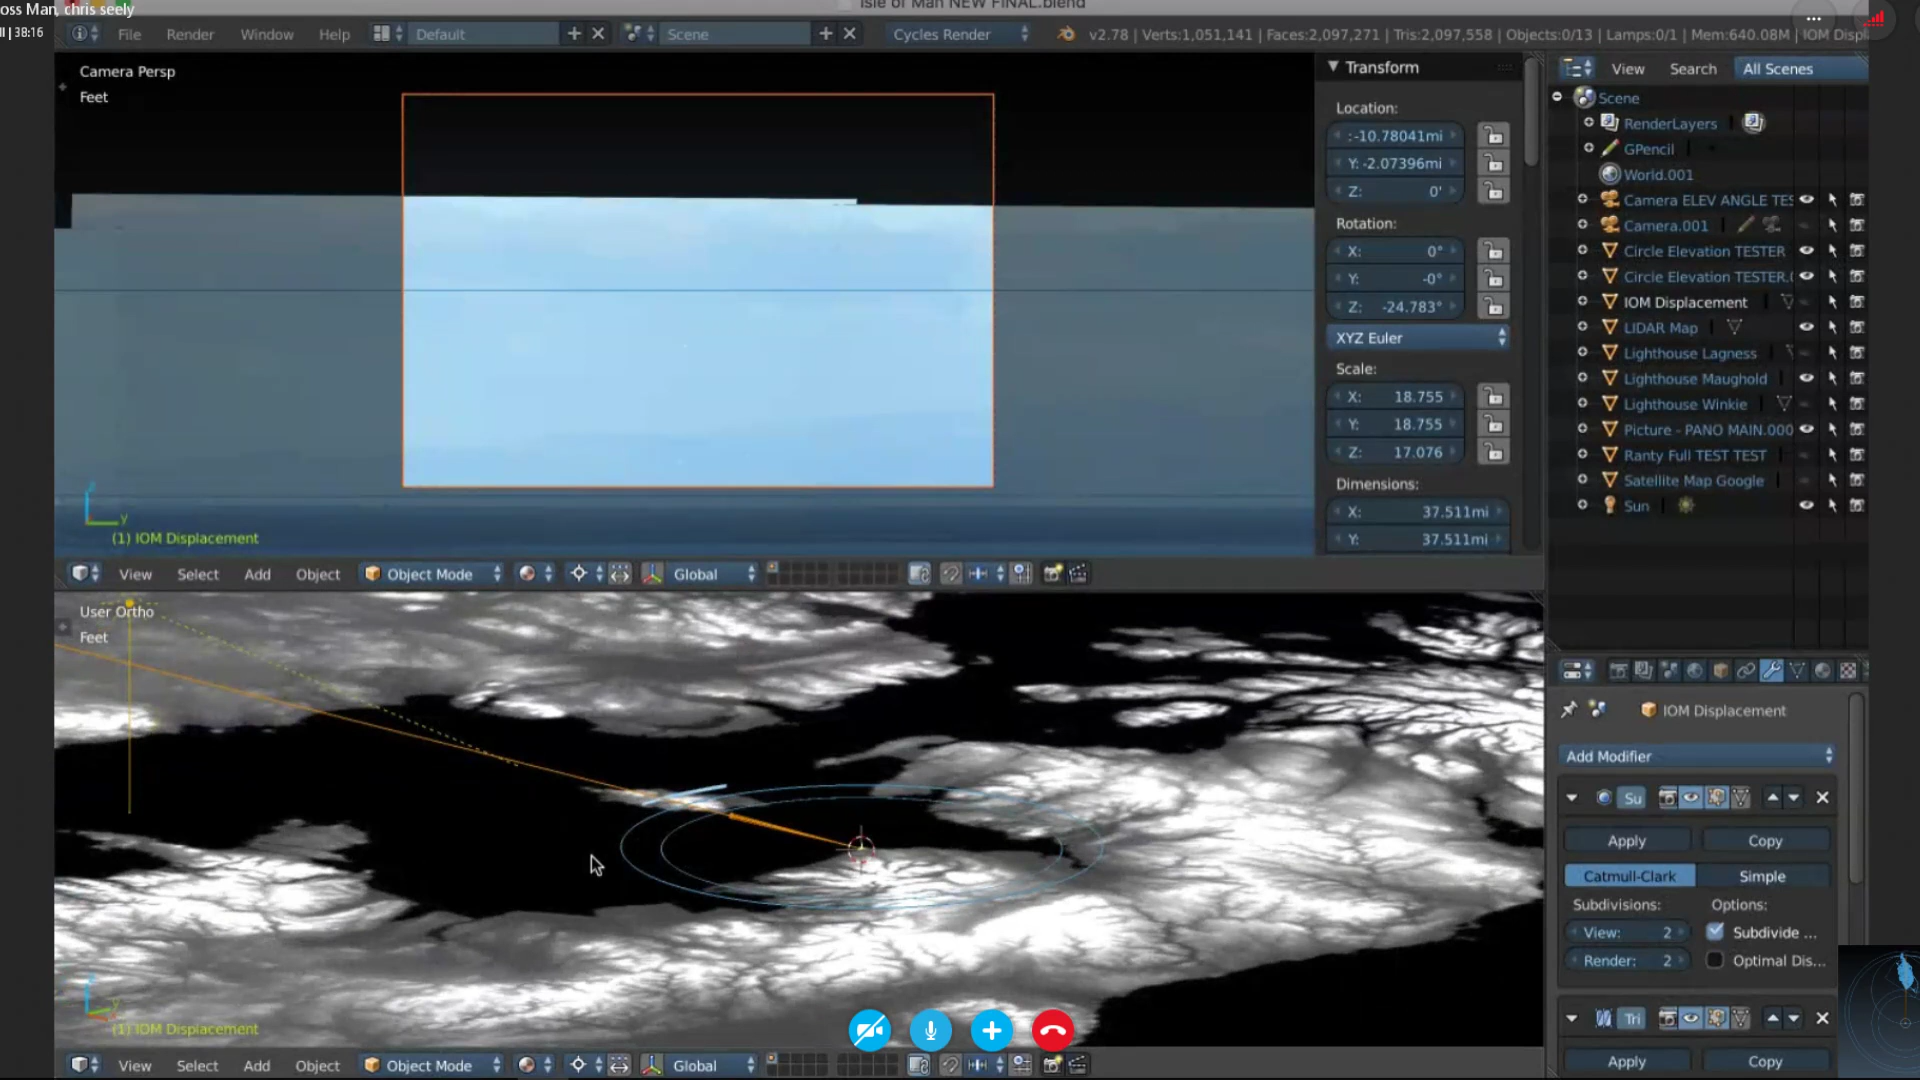 oss Man, chris seely
38:16
Isle of Man NEW FINAL.blend
File Render Window Help Default Scene Cycles Render v2.78 | Verts:1,051,141 | Faces:2,097,271 | Tris:2,097,558 | Objects:0/13 | Lamps:0/1 | Mem:640.08M | IOM Displ
Camera Persp
Feet
(1) IOM Displacement
View Select Add Object Object Mode Global
Transform
Location:
:-10.78041mi
Y: -2.07396mi
Z: 0'
Rotation:
X: 0°
Y: -0°
Z: -24.783°
XYZ Euler
Scale:
X: 18.755
Y: 18.755
Z: 17.076
Dimensions:
X: 37.511mi
Y: 37.511mi
View Search All Scenes
Scene
RenderLayers
GPencil
World.001
Camera ELEV ANGLE TES
Camera.001
Circle Elevation TESTER
Circle Elevation TESTER.
IOM Displacement
LIDAR Map
Lighthouse Lagness
Lighthouse Maughold
Lighthouse Winkie
Picture - PANO MAIN.000
Ranty Full TEST TEST
Satellite Map Google
Sun
User Ortho
Feet
(1) IOM Displacement
View Select Add Object Object Mode Global
IOM Displacement
Add Modifier
Su
Apply Copy
Catmull-Clark Simple
Subdivisions: Options:
View: 2 Subdivide ...
Render: 2 Optimal Dis...
Tri
Apply Copy